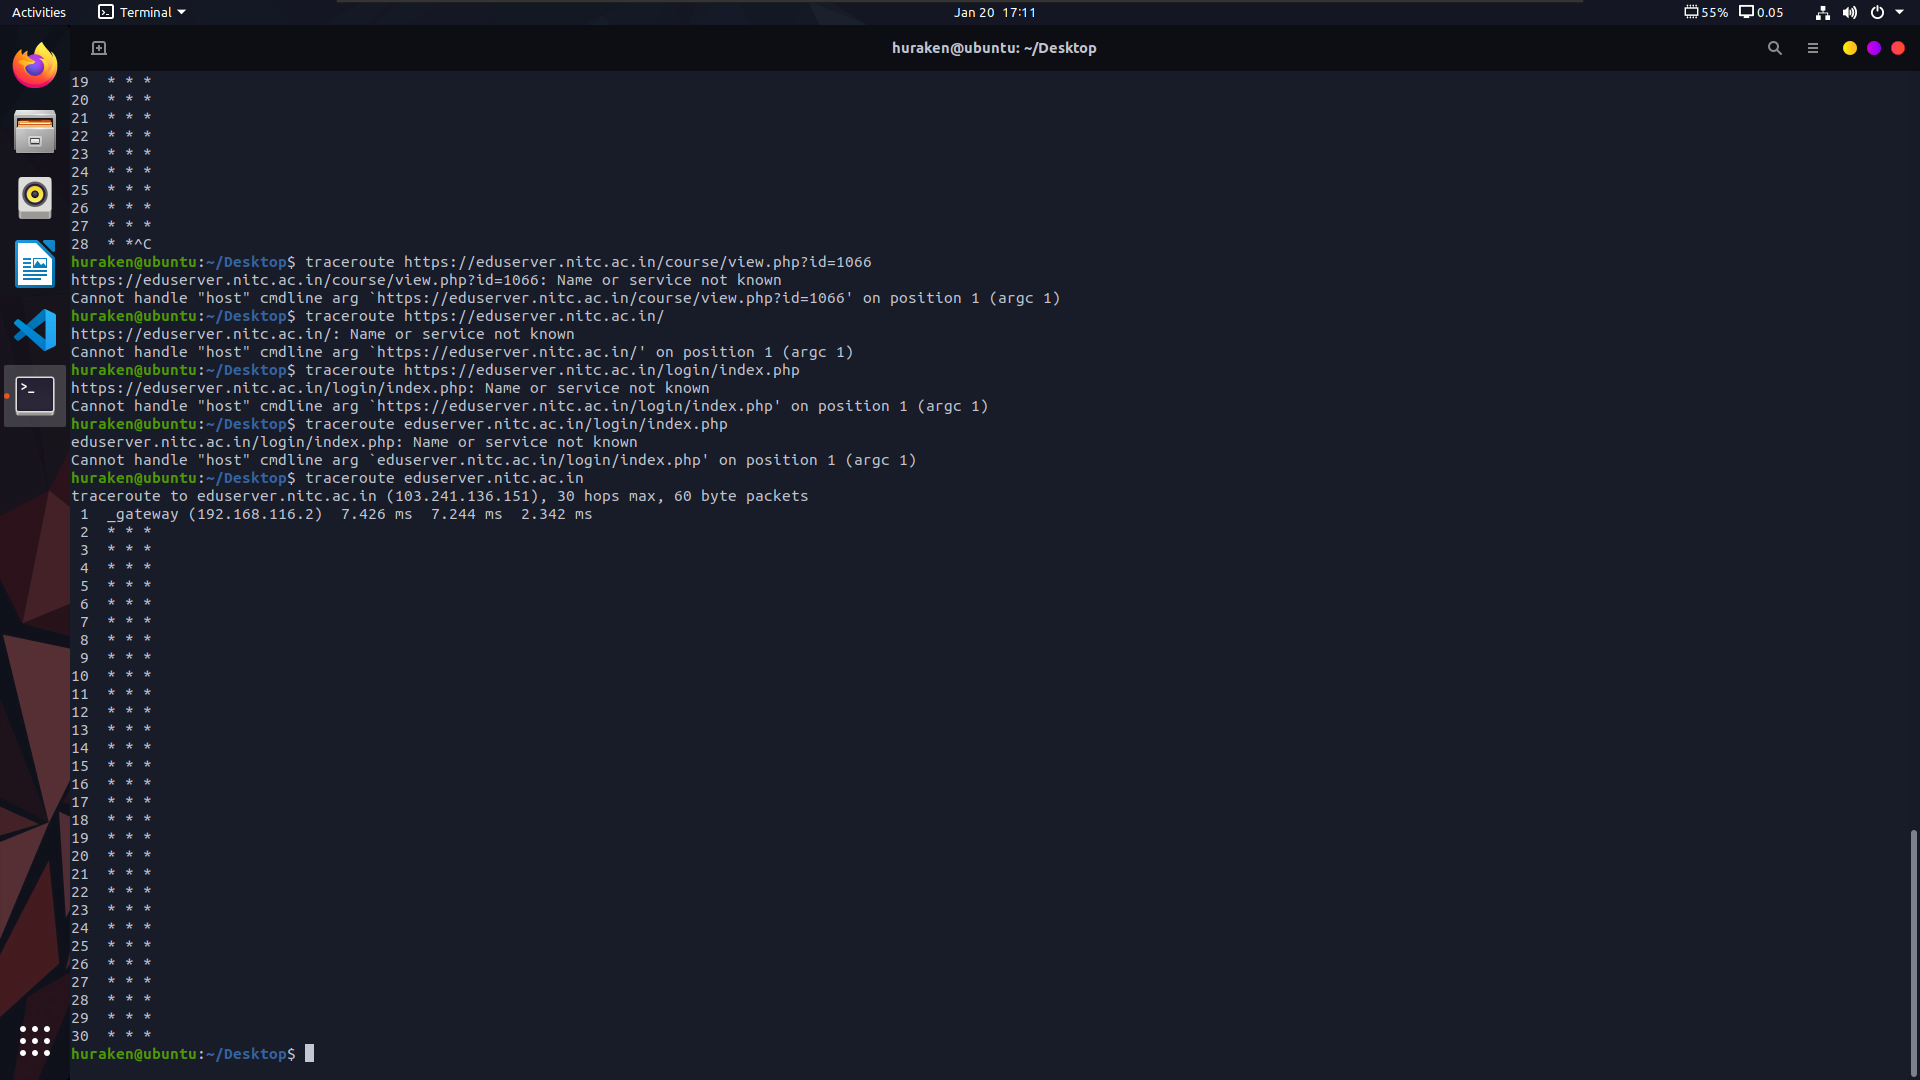 Activities Terminal Jan 20 17:11 55% 0.05
huraken@ubuntu: ~/Desktop
19 * * *
20 * * *
21 * * *
22 * * *
23 * * *
24 * * *
25 * * *
26 * * *
27 * * *
28 * *^C
huraken@ubuntu:~/Desktop$ traceroute https://eduserver.nitc.ac.in/course/view.php?id=1066
https://eduserver.nitc.ac.in/course/view.php?id=1066: Name or service not known
Cannot handle "host" cmdline arg `https://eduserver.nitc.ac.in/course/view.php?id=1066' on position 1 (argc 1)
huraken@ubuntu:~/Desktop$ traceroute https://eduserver.nitc.ac.in/
https://eduserver.nitc.ac.in/: Name or service not known
Cannot handle "host" cmdline arg `https://eduserver.nitc.ac.in/' on position 1 (argc 1)
huraken@ubuntu:~/Desktop$ traceroute https://eduserver.nitc.ac.in/login/index.php
https://eduserver.nitc.ac.in/login/index.php: Name or service not known
Cannot handle "host" cmdline arg `https://eduserver.nitc.ac.in/login/index.php' on position 1 (argc 1)
huraken@ubuntu:~/Desktop$ traceroute eduserver.nitc.ac.in/login/index.php
eduserver.nitc.ac.in/login/index.php: Name or service not known
Cannot handle "host" cmdline arg `eduserver.nitc.ac.in/login/index.php' on position 1 (argc 1)
huraken@ubuntu:~/Desktop$ traceroute eduserver.nitc.ac.in
traceroute to eduserver.nitc.ac.in (103.241.136.151), 30 hops max, 60 byte packets
1 _gateway (192.168.116.2) 7.426 ms 7.244 ms 2.342 ms
2 * * *
3 * * *
4 * * *
5 * * *
6 * * *
7 * * *
8 * * *
9 * * *
10 * * *
11 * * *
12 * * *
13 * * *
14 * * *
15 * * *
16 * * *
17 * * *
18 * * *
19 * * *
20 * * *
21 * * *
22 * * *
23 * * *
24 * * *
25 * * *
26 * * *
27 * * *
28 * * *
29 * * *
30 * * *
huraken@ubuntu:~/Desktop$